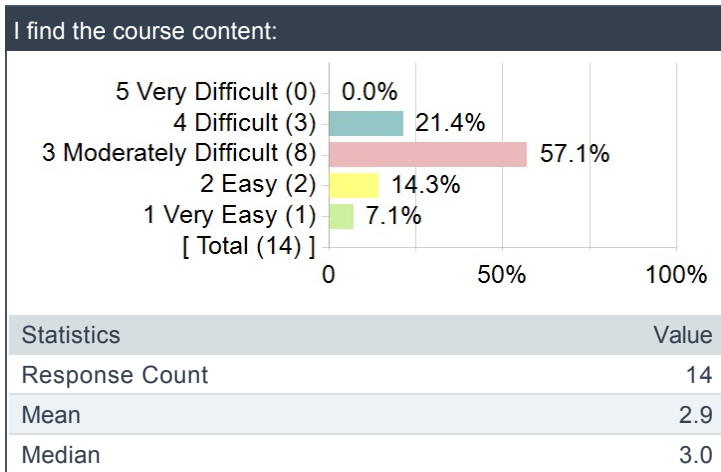 I find the course content:
5 Very Difficult (0) 0.0%
4 Difficult (3) 21.4%
3 Moderately Difficult (8) 57.1%
2 Easy (2) 14.3%
1 Very Easy (1) 7.1%
[ Total (14) ]
0 50% 100%
Statistics Value
Response Count 14
Mean 2.9
Median 3.0